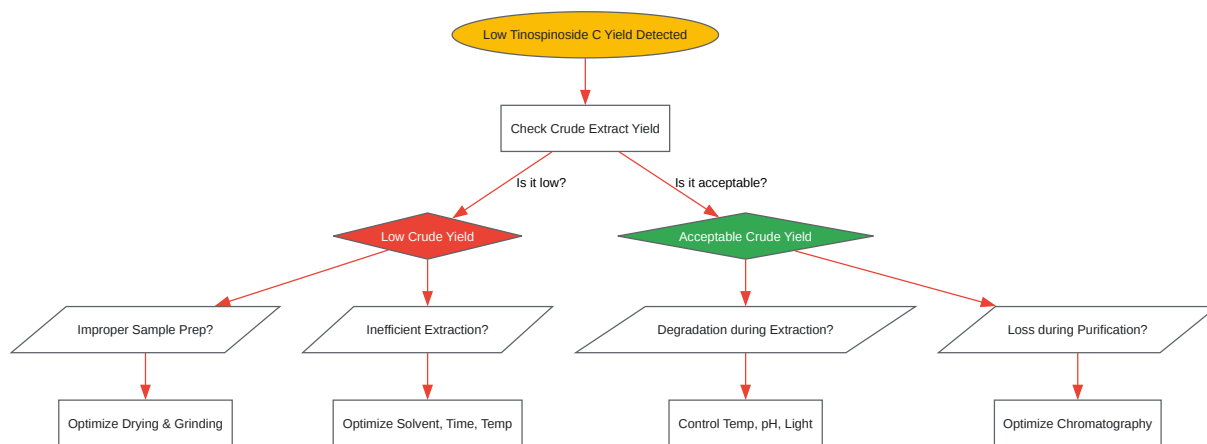 Low Tinospinoside C Yield Detected
Check Crude Extract Yield
Is it low?
Is it acceptable?
Low Crude Yield
Acceptable Crude Yield
Improper Sample Prep?
Inefficient Extraction?
Degradation during Extraction?
Loss during Purification?
Optimize Drying & Grinding
Optimize Solvent, Time, Temp
Control Temp, pH, Light
Optimize Chromatography